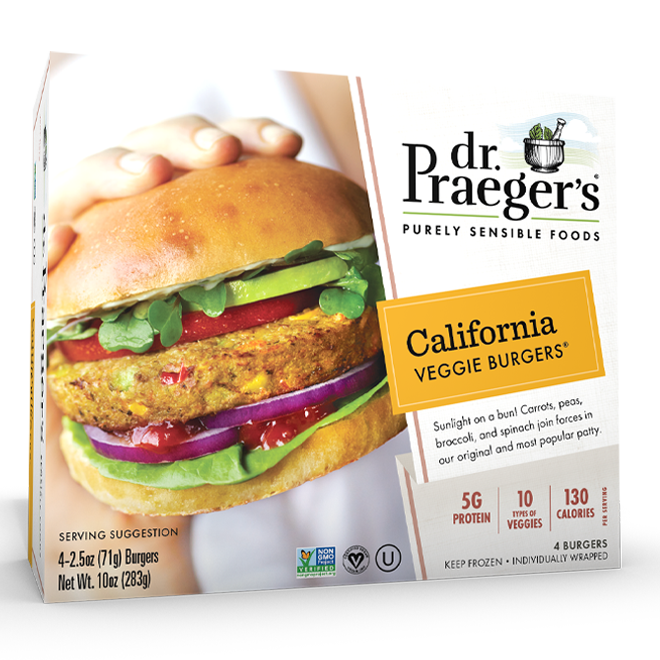 dr.
Praeger's®
PURELY SENSIBLE FOODS
California
VEGGIE BURGERS®
Sunlight on a bun! Carrots, peas,
broccoli, and spinach join forces in
our original and most popular patty.
5G
PROTEIN
10
TYPES OF
VEGGIES
130
CALORIES
PER SERVING
4 BURGERS
KEEP FROZEN • INDIVIDUALLY WRAPPED
SERVING SUGGESTION
4-2.5oz (71g) Burgers
Net Wt. 10oz (283g)
NON
GMO
Project
VERIFIED
nongmoproject.org
U